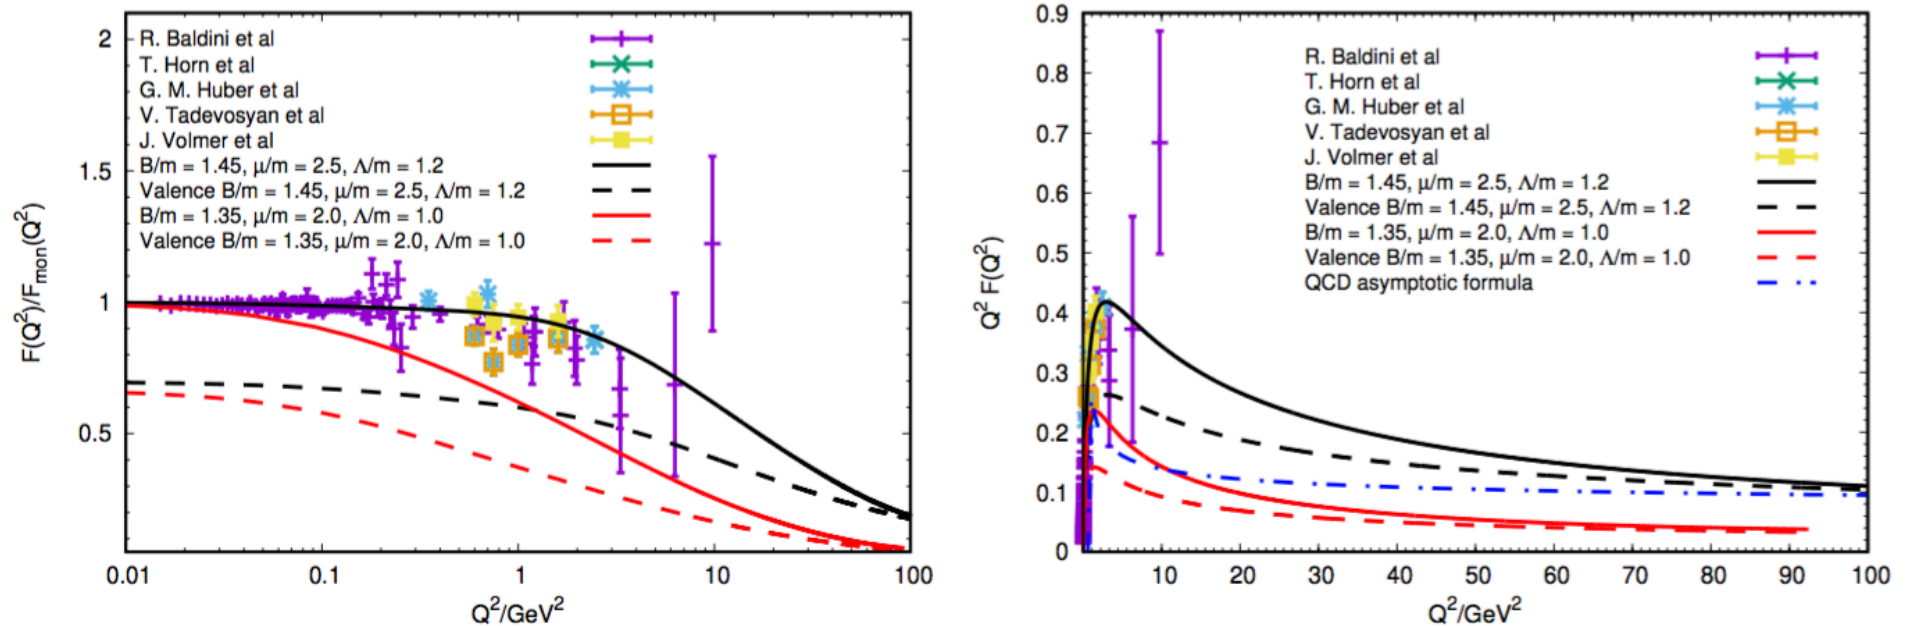 2
1.5
1
0.5
0.01
0.1
1
10
100
F(Q²)/Fmon(Q²)
Q²/GeV²
R. Baldini et al
T. Horn et al
G. M. Huber et al
V. Tadevosyan et al
J. Volmer et al
B/m = 1.45, μ/m = 2.5, Λ/m = 1.2
Valence B/m = 1.45, μ/m = 2.5, Λ/m = 1.2
B/m = 1.35, μ/m = 2.0, Λ/m = 1.0
Valence B/m = 1.35, μ/m = 2.0, Λ/m = 1.0
0.9
0.8
0.7
0.6
0.5
0.4
0.3
0.2
0.1
0
10
20
30
40
50
60
70
80
90
100
Q² F(Q²)
Q²/GeV²
R. Baldini et al
T. Horn et al
G. M. Huber et al
V. Tadevosyan et al
J. Volmer et al
B/m = 1.45, μ/m = 2.5, Λ/m = 1.2
Valence B/m = 1.45, μ/m = 2.5, Λ/m = 1.2
B/m = 1.35, μ/m = 2.0, Λ/m = 1.0
Valence B/m = 1.35, μ/m = 2.0, Λ/m = 1.0
QCD asymptotic formula